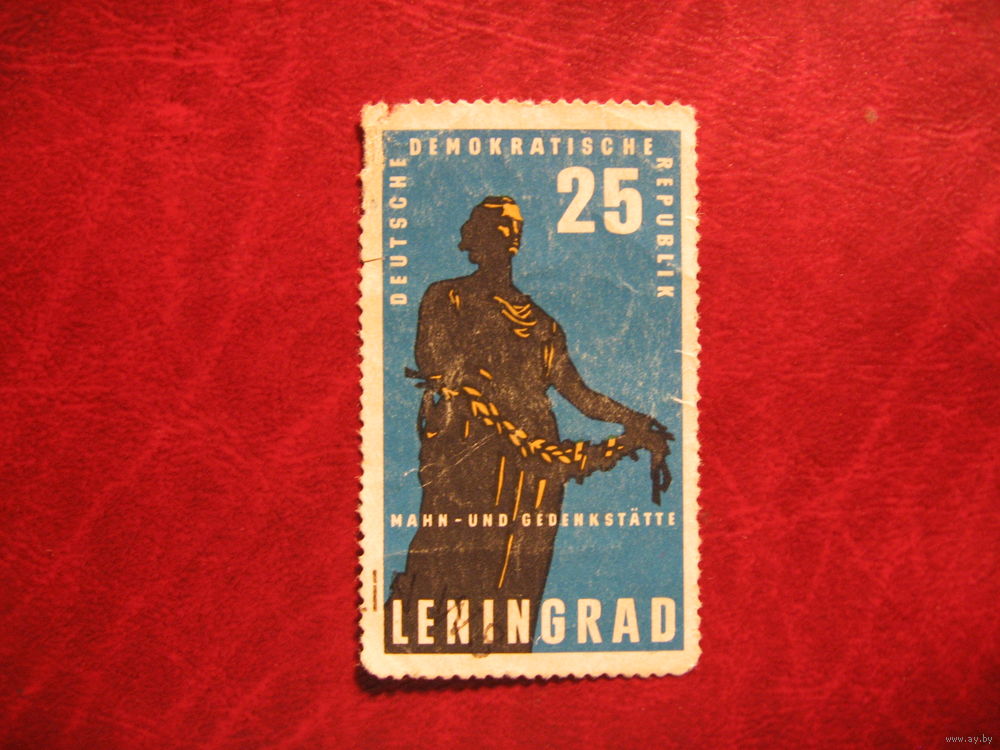 DEUTSCHE
DEMOKRATISCHE
REPUBLIK
25
MAHN-UND GEDENKSTÄTTE
LENINGRAD
www.ay.by